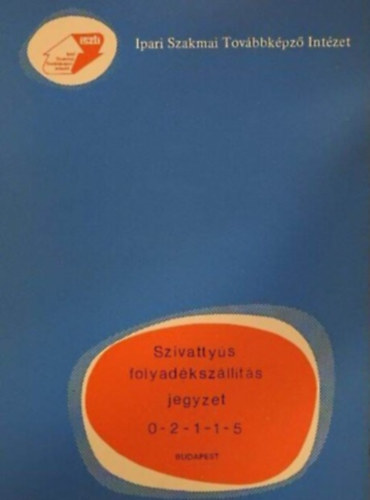 Ipari Szakmai Továbbképző Intézet
Szivattyús
folyadékszállítás
jegyzet
0-2-1-1-5
BUDAPEST